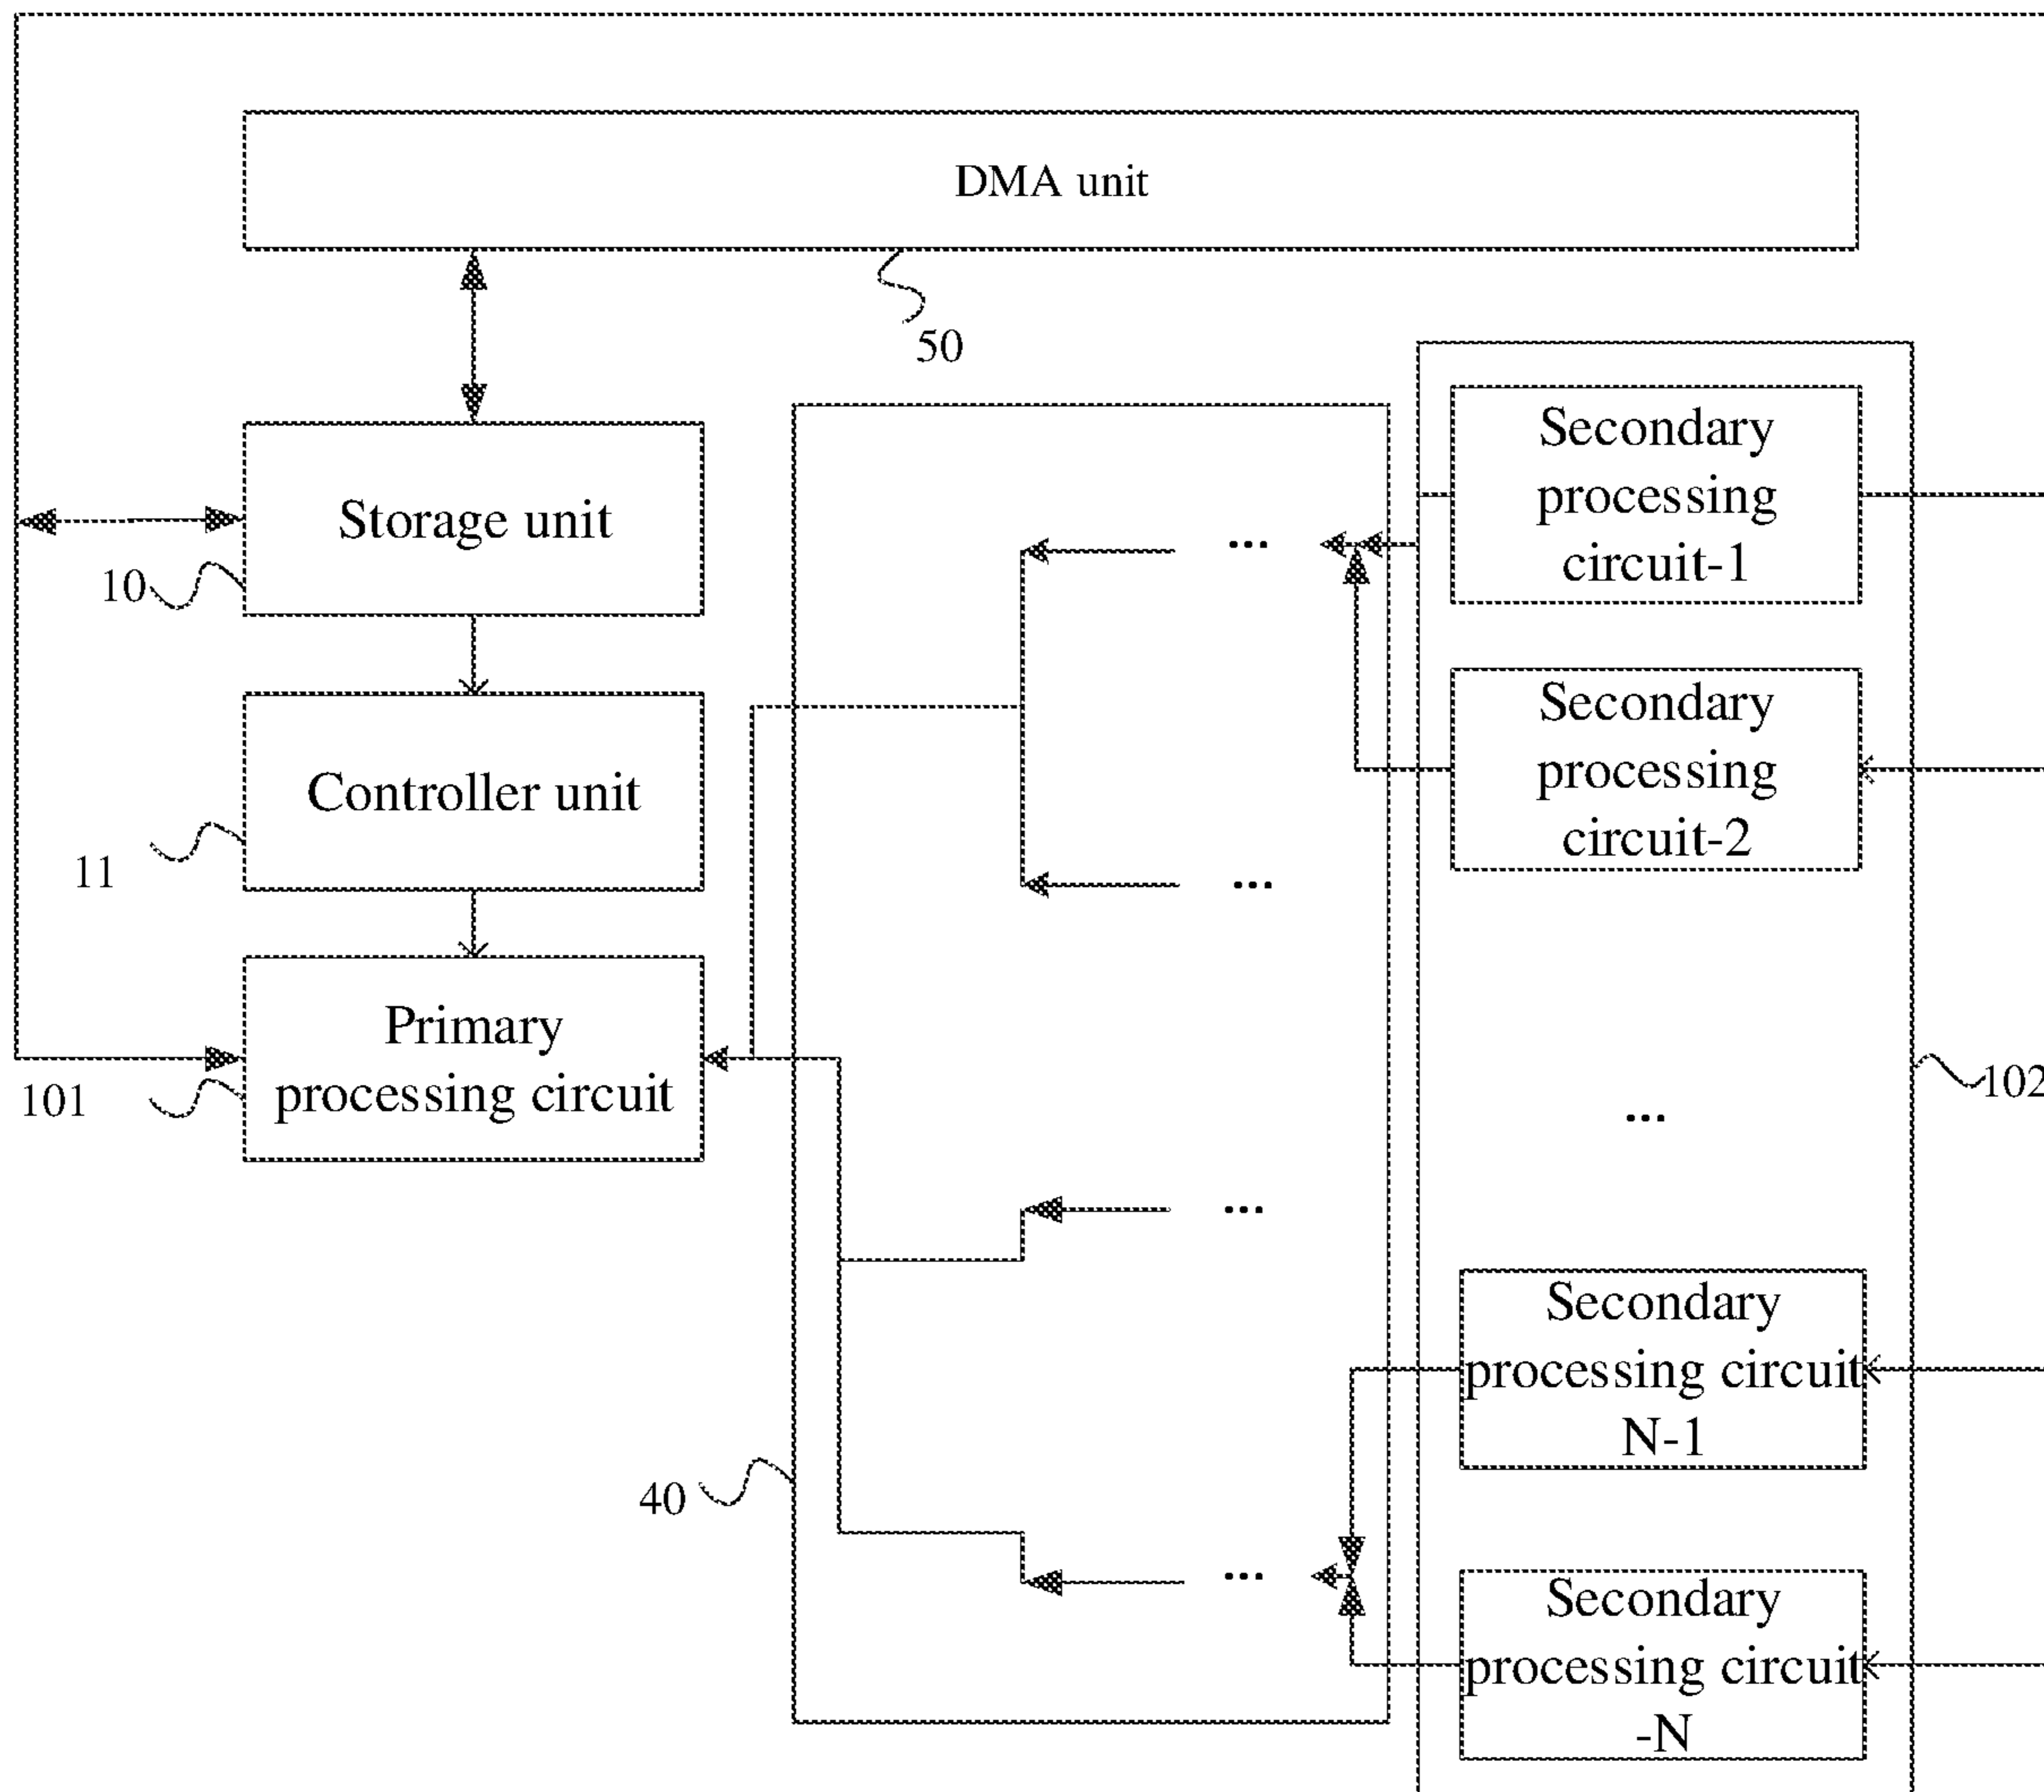 DMA unit
50
Storage unit
10
Controller unit
11
Primary
processing circuit
101
40
...
...
...
...
Secondary
processing
circuit-1
Secondary
processing
circuit-2
...
102
Secondary
processing circuit
N-1
Secondary
processing circuit
-N